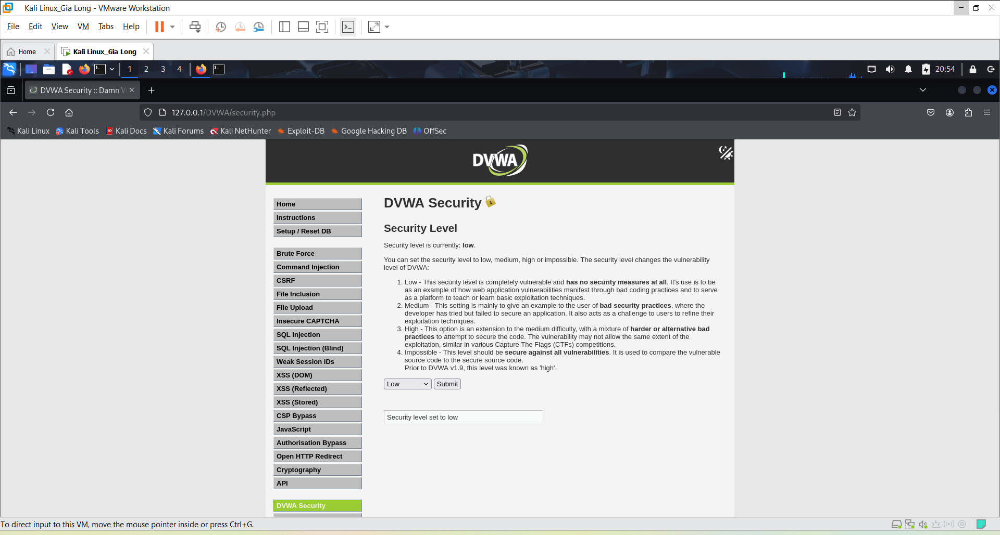 Kali Linux_Gia Long - VMware Workstation
File Edit View VM Tabs Help
Home Kali Linux_Gia Long
1 2 3 4 20:54
DVWA Security :: Damn V
127.0.0.1/DVWA/security.php
Kali Linux Kali Tools Kali Docs Kali Forums Kali NetHunter Exploit-DB Google Hacking DB OffSec
DVWA
Home
Instructions
Setup / Reset DB
Brute Force
Command Injection
CSRF
File Inclusion
File Upload
Insecure CAPTCHA
SQL Injection
SQL Injection (Blind)
Weak Session IDs
XSS (DOM)
XSS (Reflected)
XSS (Stored)
CSP Bypass
JavaScript
Authorisation Bypass
Open HTTP Redirect
Cryptography
API
DVWA Security
DVWA Security
Security Level
Security level is currently: low.
You can set the security level to low, medium, high or impossible. The security level changes the vulnerability
level of DVWA:
1. Low - This security level is completely vulnerable and has no security measures at all. It's use is to be
as an example of how web application vulnerabilities manifest through bad coding practices and to serve
as a platform to teach or learn basic exploitation techniques.
2. Medium - This setting is mainly to give an example to the user of bad security practices, where the
developer has tried but failed to secure an application. It also acts as a challenge to users to refine their
exploitation techniques.
3. High - This option is an extension to the medium difficulty, with a mixture of harder or alternative bad
practices to attempt to secure the code. The vulnerability may not allow the same extent of the
exploitation, similar in various Capture The Flags (CTFs) competitions.
4. Impossible - This level should be secure against all vulnerabilities. It is used to compare the vulnerable
source code to the secure source code.
Prior to DVWA v1.9, this level was known as 'high'.
Low Submit
Security level set to low
To direct input to this VM, move the mouse pointer inside or press Ctrl+G.